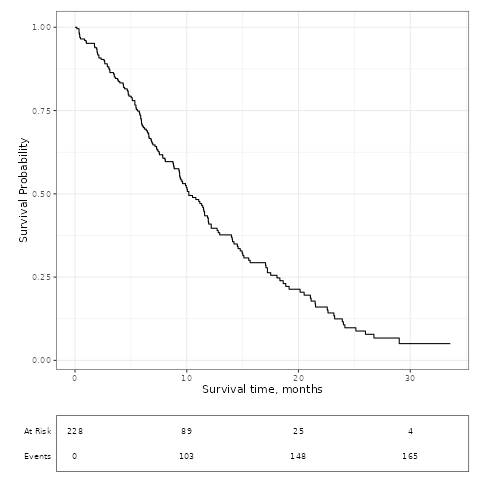 1.00
0.75
0.50
0.25
0.00
Survival Probability
0 10 20 30
Survival time, months
At Risk 228 89 25 4
Events 0 103 148 165